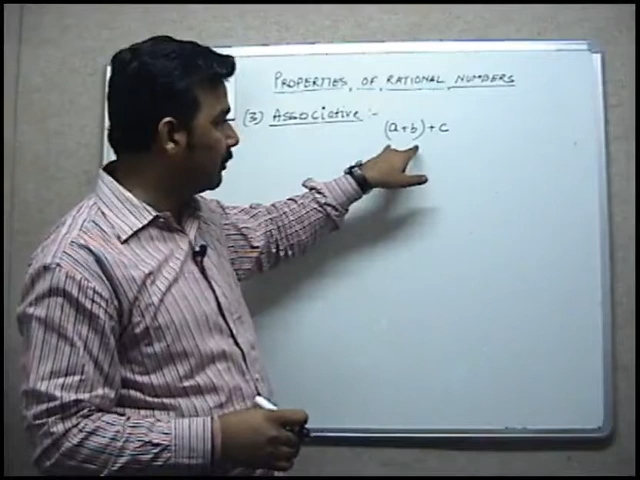 PROPERTIES OF RATIONAL NUMBERS
(3) Associative :-
(a+b)+c